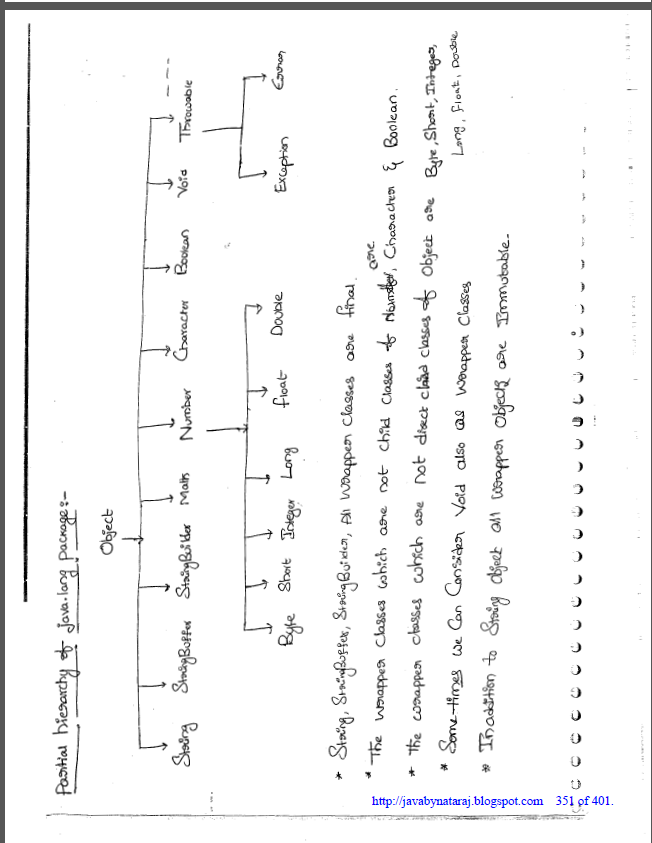 Partial hierarchy of java.lang package:-
Object
String StringBuffer StringBuilder Math Number Character Boolean Void Throwable ----
Byte Short Integer Long Float Double Exception Error
* String, StringBuffer, StringBuilder, All Wrapper classes are final.
* The wrapper classes which are not child classes of Number, are Character & Boolean.
* The wrapper classes which are not direct child classes of Object are Byte, Short, Integer,
Long, Float, Double
* Some-times we can consider Void also as wrapper classes
* Inaddition to String object all wrapper objects are Immutable.
http://javabynataraj.blogspot.com 351 of 401.